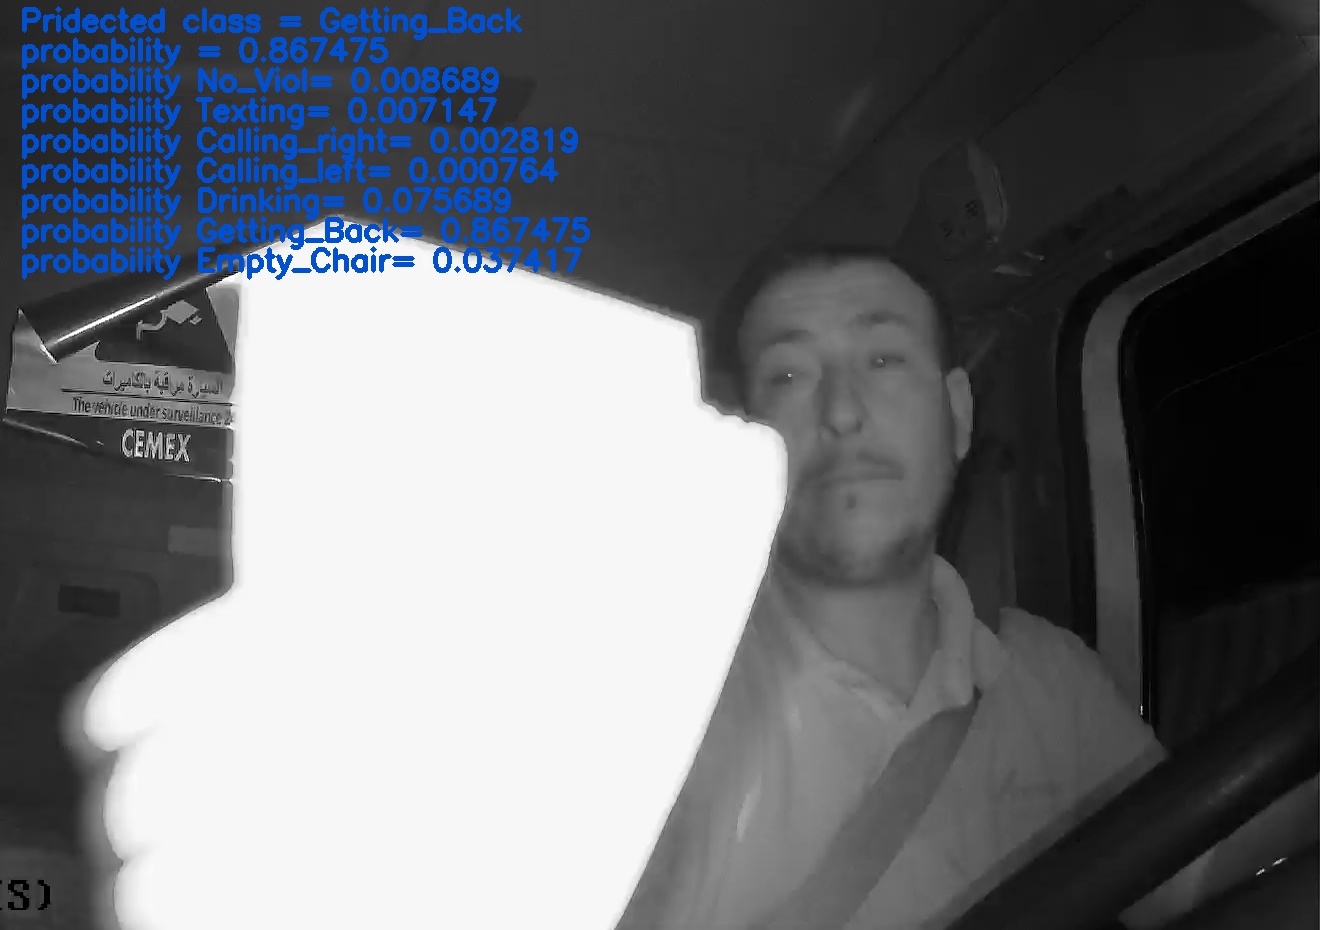 Pridected class = Getting_Back
probability = 0.867475
probability No_Viol= 0.008689
probability Texting= 0.007147
probability Calling_right= 0.002819
probability Calling_left= 0.000764
probability Drinking= 0.075689
probability Getting_Back= 0.867475
probability Empty_Chair= 0.037417
السيارة مراقبة بالكاميرات
The vehicle under surveillance
CEMEX
S)